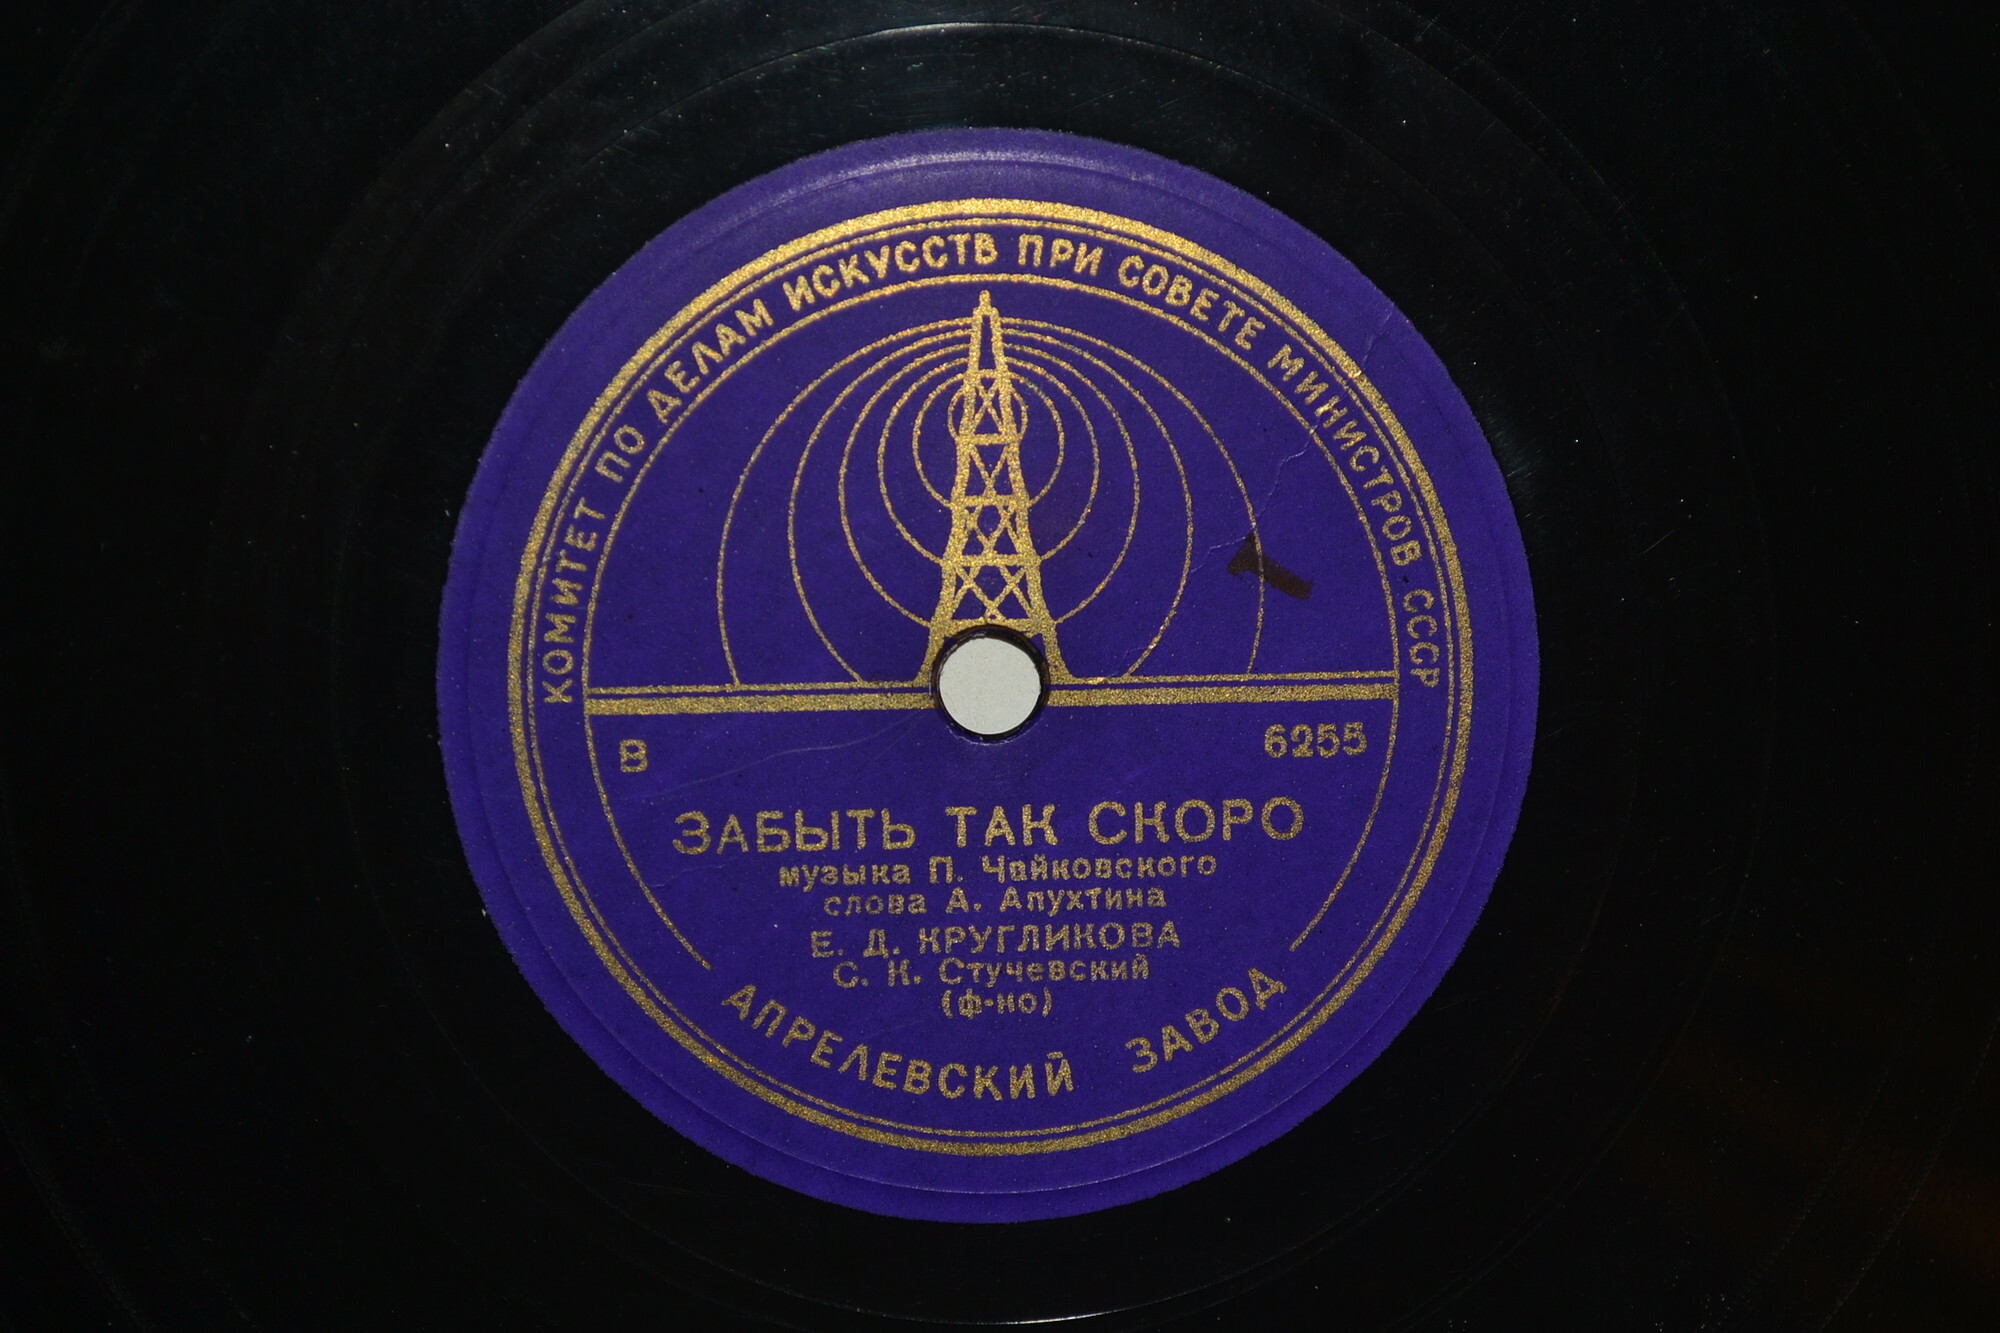 КОМИТЕТ ПО ДЕЛАМ ИСКУССТВ ПРИ СОВЕТЕ МИНИСТРОВ СССР
1
В 6255
ЗАБЫТЬ ТАК СКОРО
музыка П. Чайковского
слова А. Апухтина
Е. Д. КРУГЛИКОВА
С. К. Стучевский
(ф-но)
АПРЕЛЕВСКИЙ ЗАВОД